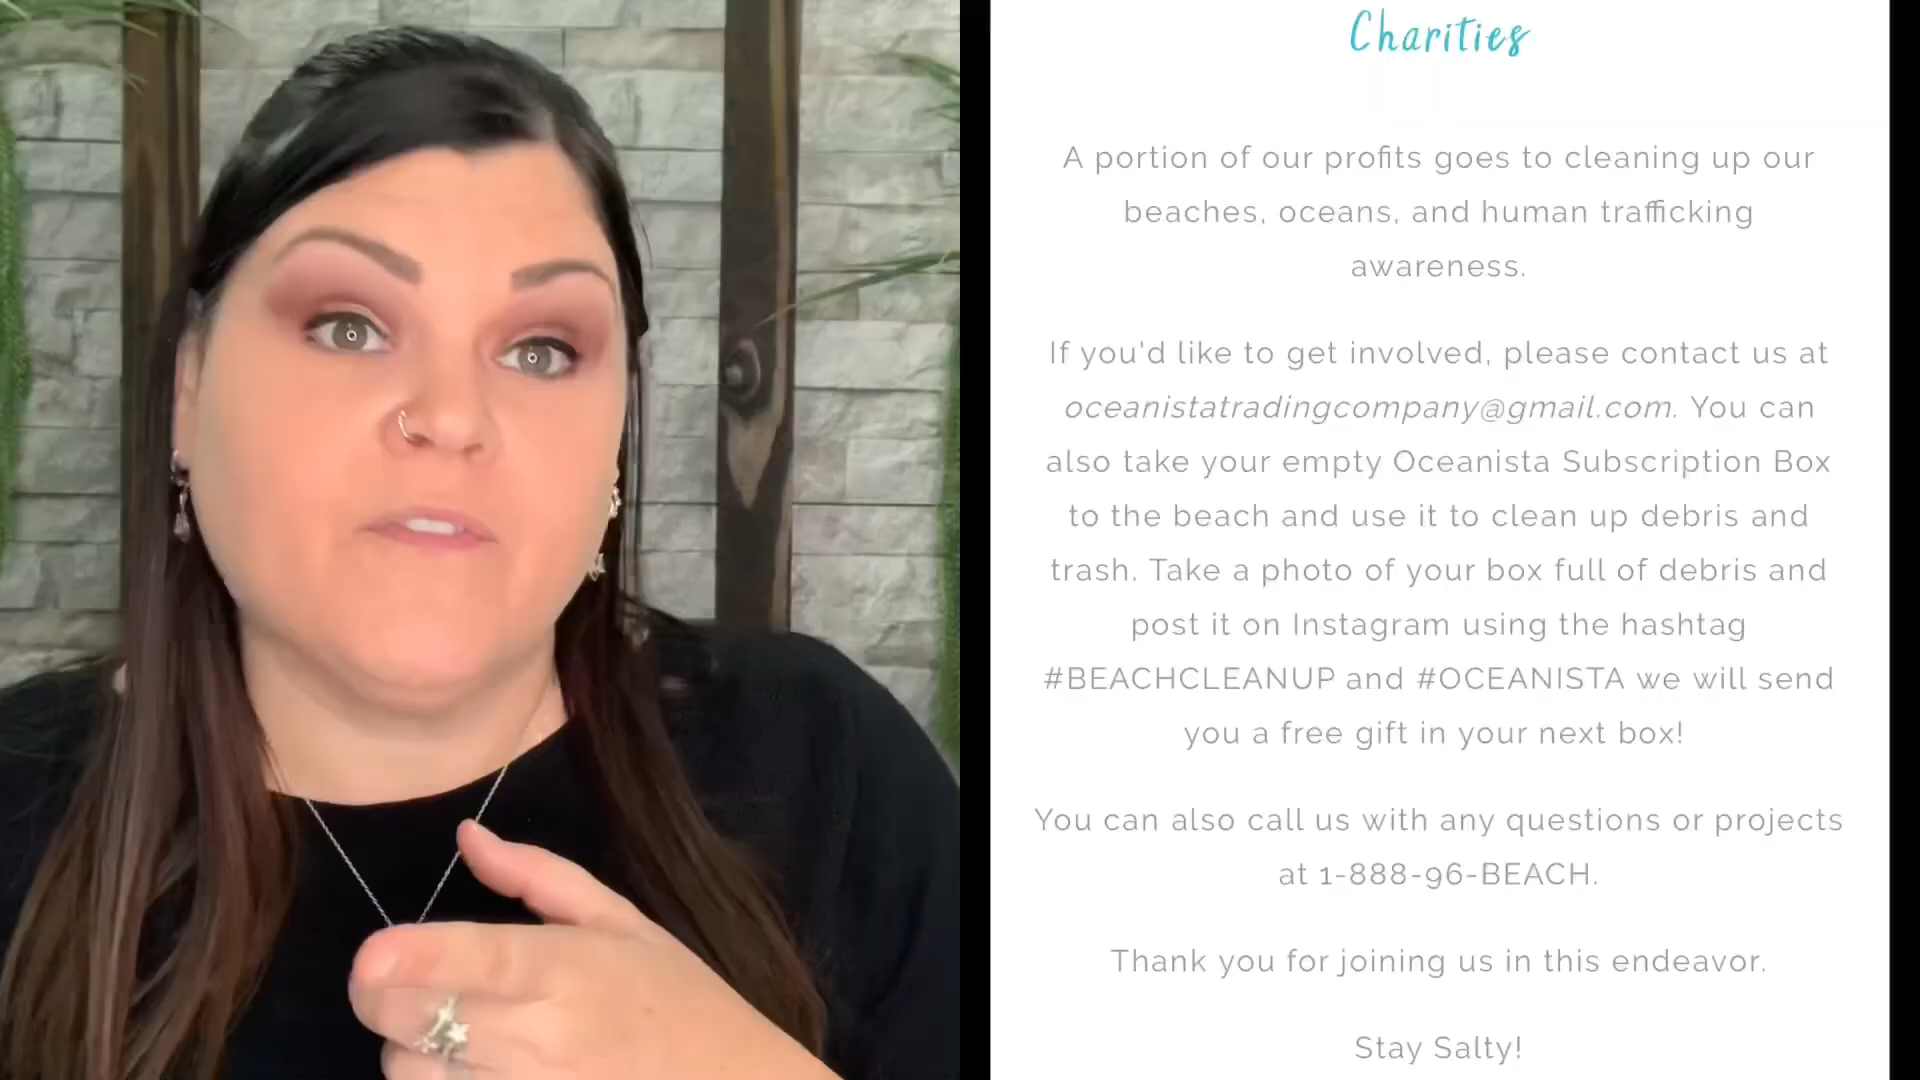 Charities
A portion of our profits goes to cleaning up our
beaches, oceans, and human trafficking
awareness.
If you'd like to get involved, please contact us at
oceanistatradingcompany@gmail.com. You can
also take your empty Oceanista Subscription Box
to the beach and use it to clean up debris and
trash. Take a photo of your box full of debris and
post it on Instagram using the hashtag
#BEACHCLEANUP and #OCEANISTA we will send
you a free gift in your next box!
You can also call us with any questions or projects
at 1-888-96-BEACH.
Thank you for joining us in this endeavor.
Stay Salty!